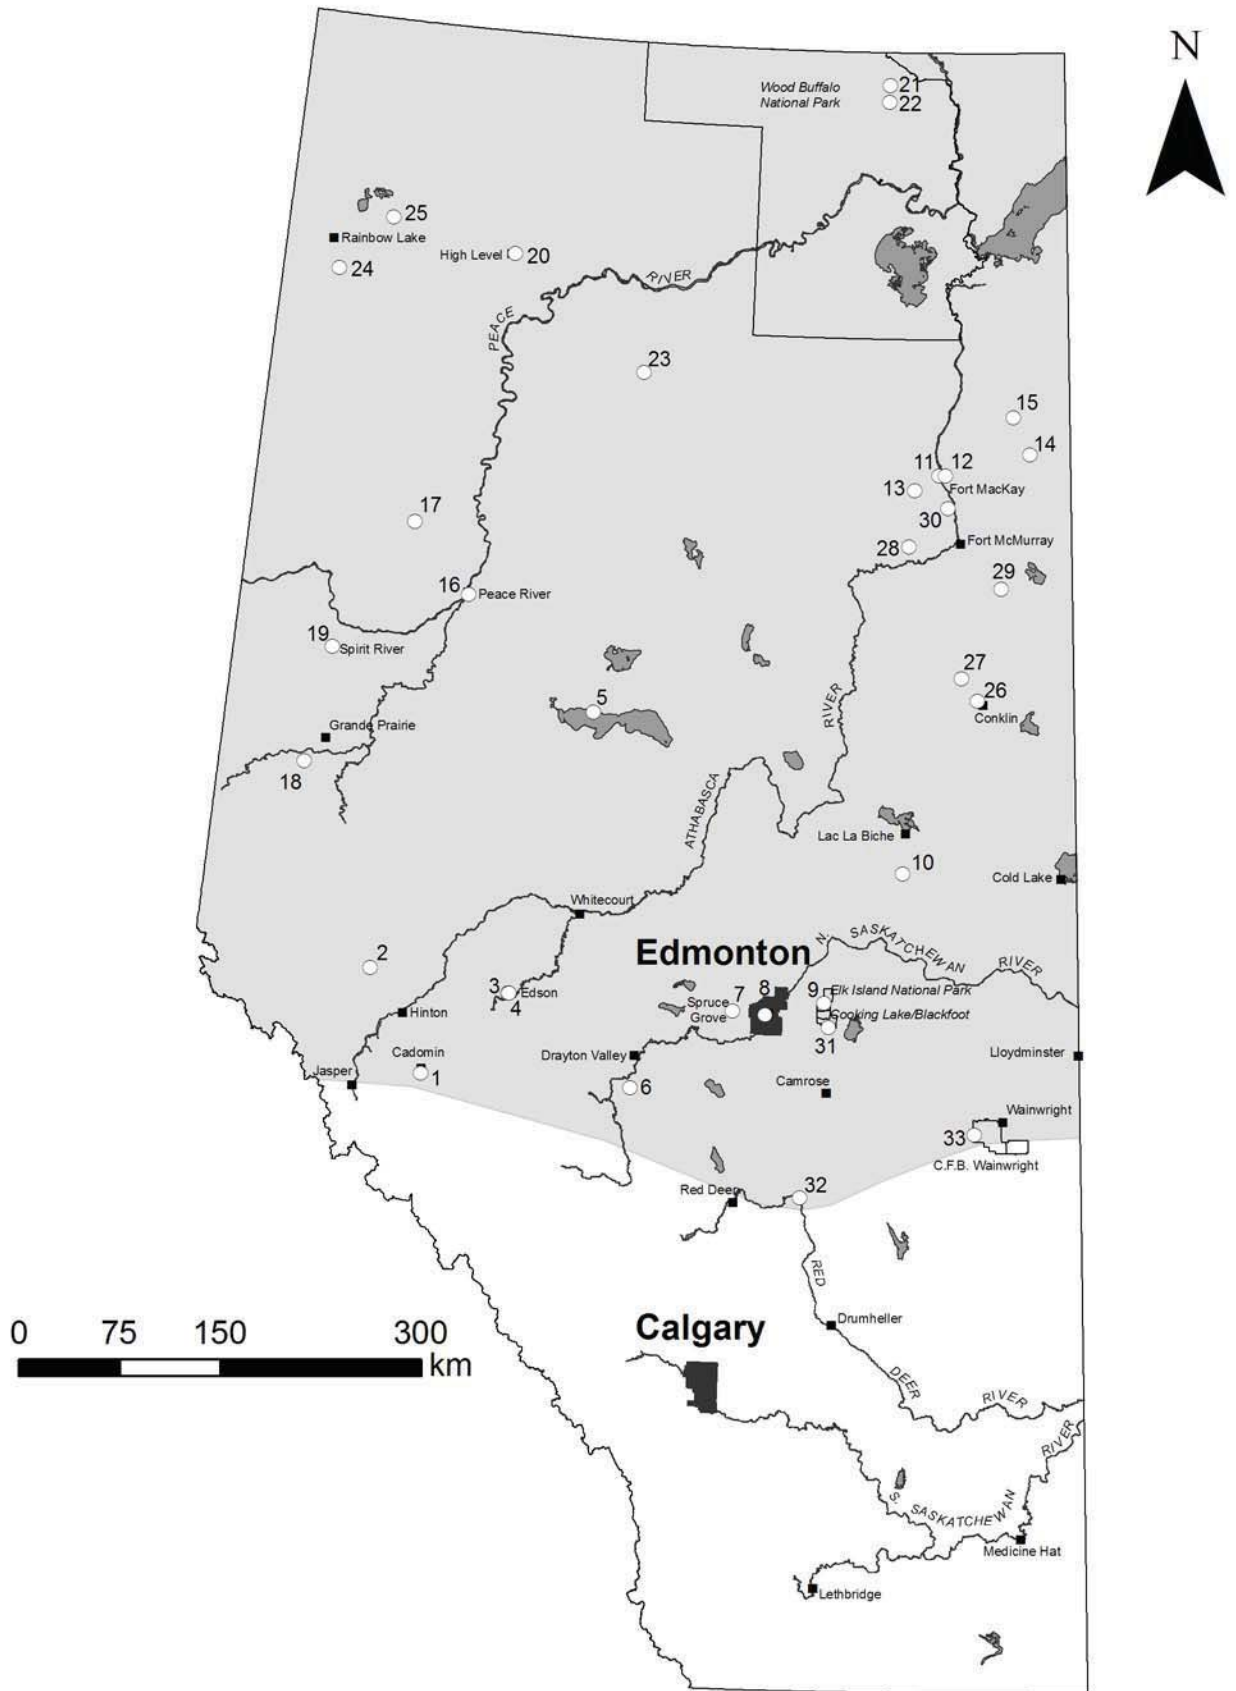 N
Wood Buffalo
National Park
21
22
25
Rainbow Lake
24
High Level
20
RIVER
PEACE
23
15
14
11
12
13
Fort MacKay
30
17
28
Fort McMurray
29
16
Peace River
19
Spirit River
27
26
Conklin
5
RIVER
Grande Prairie
18
ATHABASCA
Lac La Biche
10
Cold Lake
Whitecourt
Edmonton
N.
SASKATCHEWAN
RIVER
2
3
Edson
4
Hinton
7
8
9
Elk Island National Park
Spruce
Grove
Cooking Lake/Blackfoot
31
Cadomin
Drayton Valley
Lloydminster
Jasper
1
6
Camrose
Wainwright
33
C.F.B. Wainwright
Red Deer
32
RED
0
75
150
300
km
Calgary
Drumheller
DEER
RIVER
RIVER
S.
SASKATCHEWAN
Medicine Hat
Lethbridge